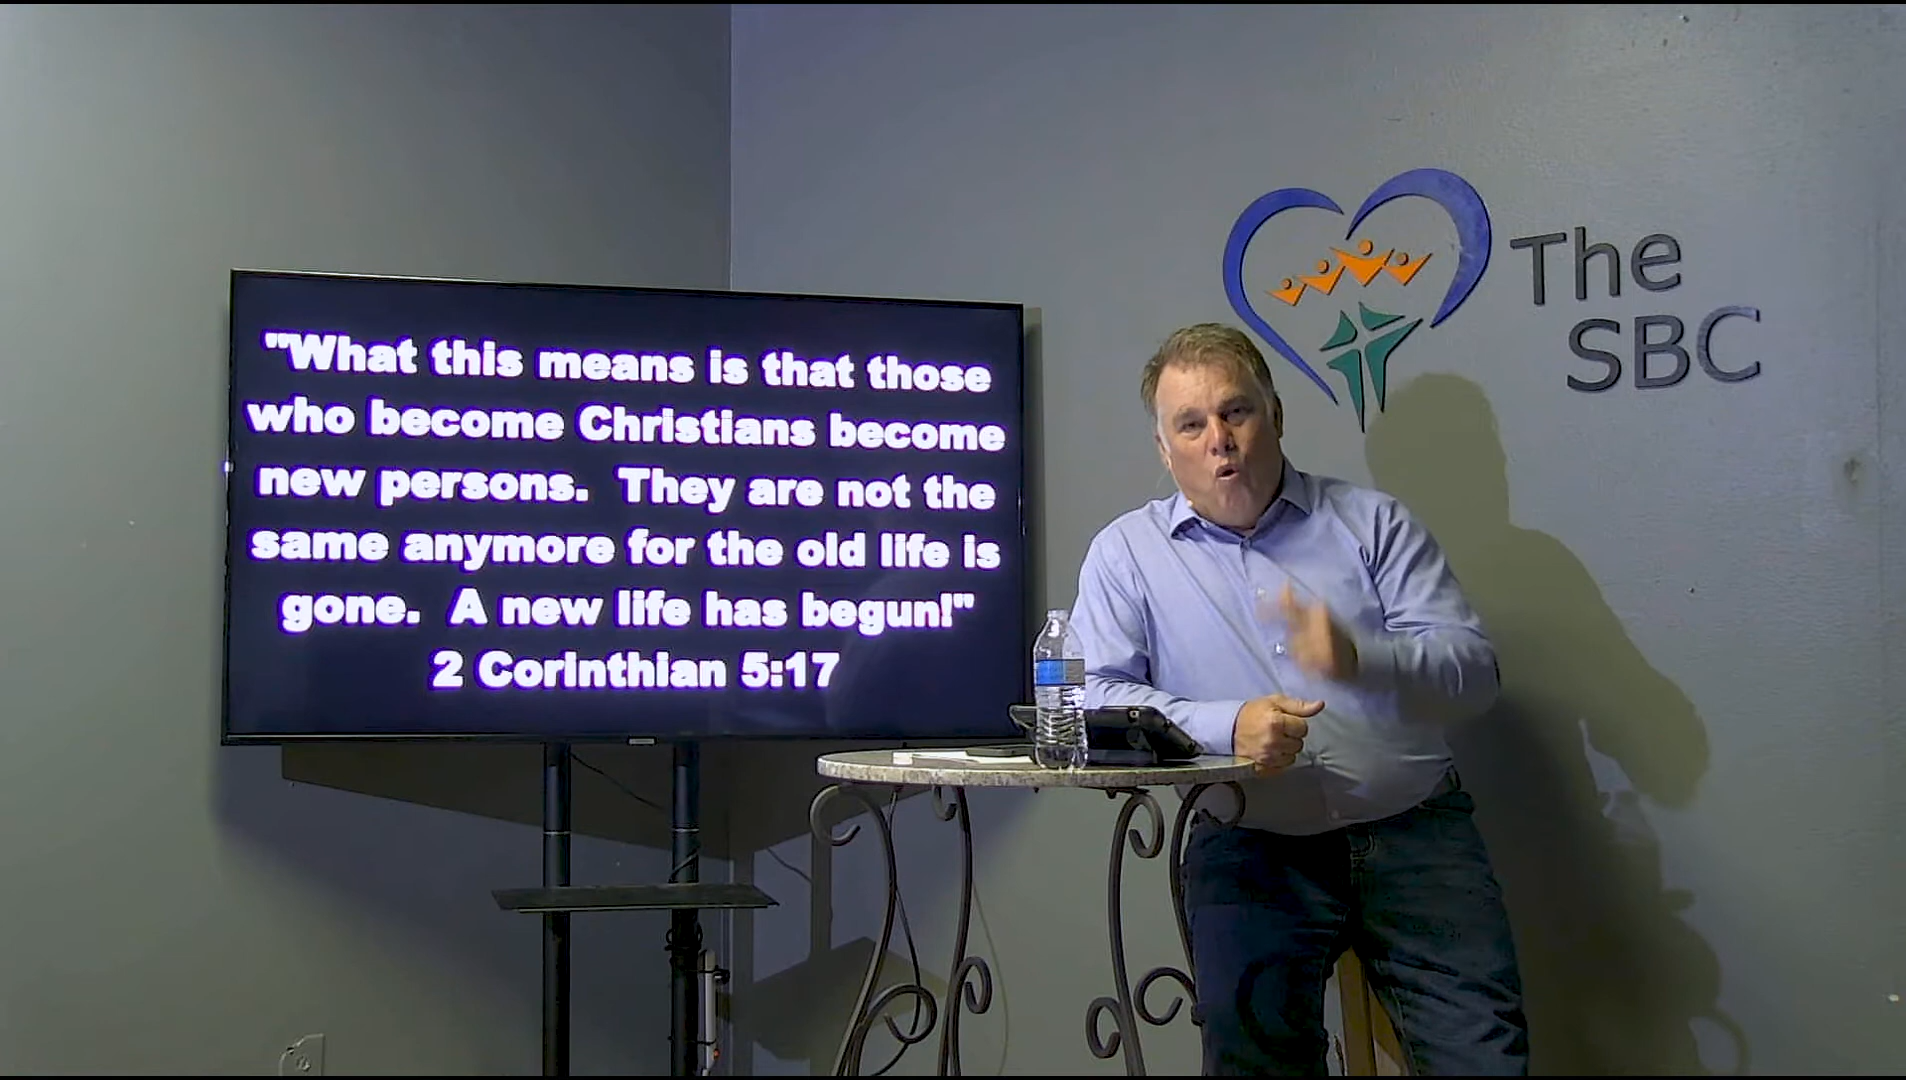 "What this means is that those
who become Christians become
new persons.  They are not the
same anymore for the old life is
gone.  A new life has begun!"
2 Corinthian 5:17
The
SBC